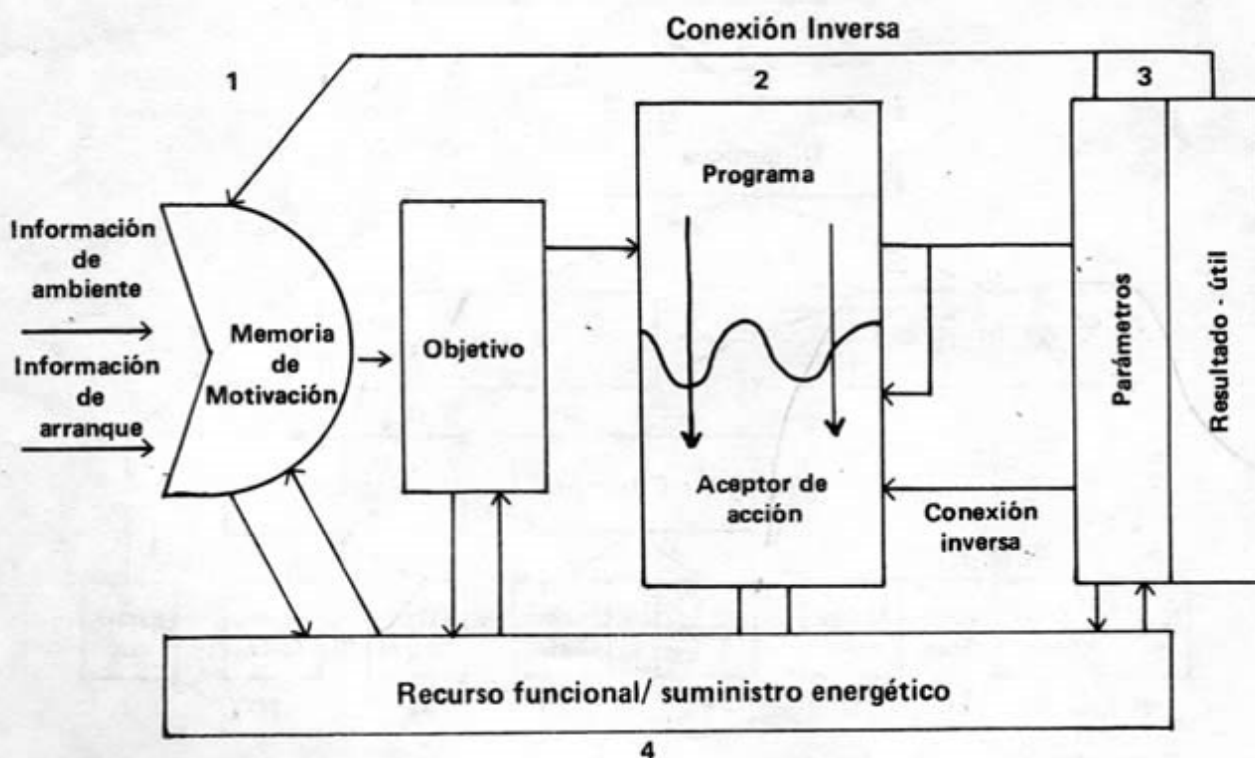 Conexión Inversa
1
2
3
Información
de
ambiente
Información
de
arranque
Memoria
de
Motivación
Objetivo
Programa
Aceptor de
acción
Conexión
inversa
Parámetros
Resultado - útil
Recurso funcional/ suministro energético
4